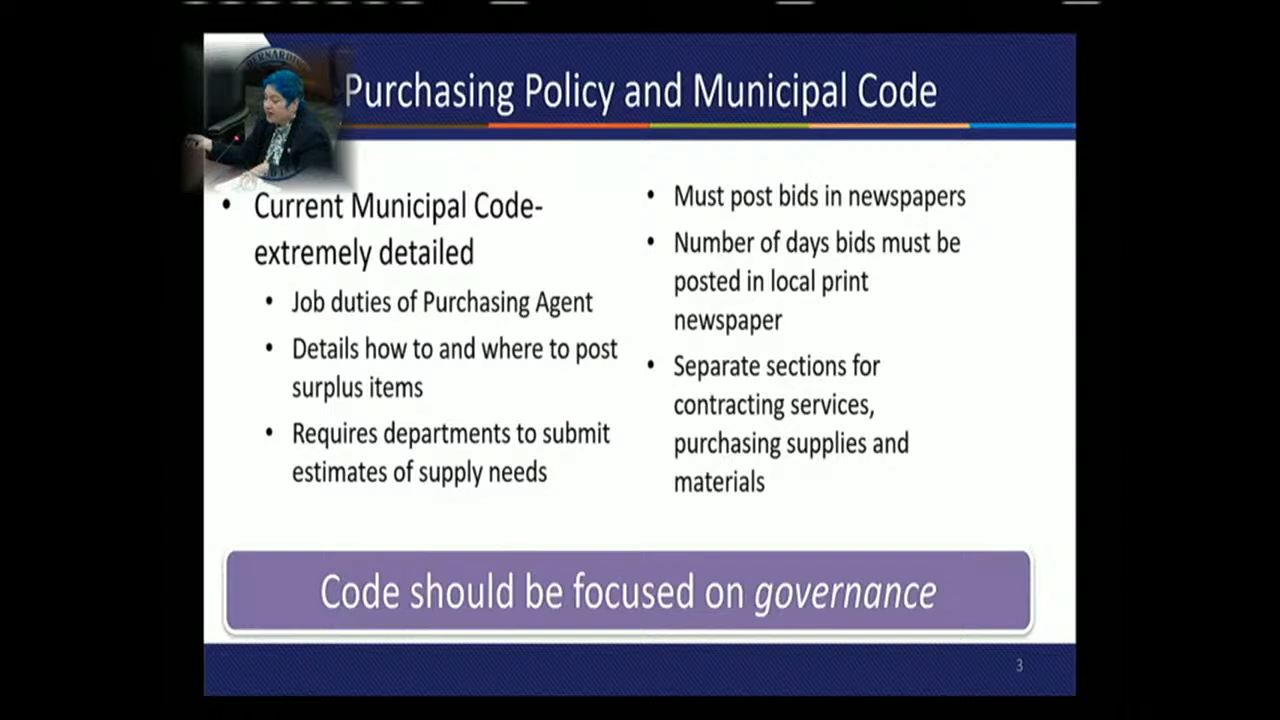 Purchasing Policy and Municipal Code
• Current Municipal Code-
extremely detailed
• Job duties of Purchasing Agent
• Details how to and where to post
surplus items
• Requires departments to submit
estimates of supply needs
• Must post bids in newspapers
• Number of days bids must be
posted in local print
newspaper
• Separate sections for
contracting services,
purchasing supplies and
materials
Code should be focused on governance
3